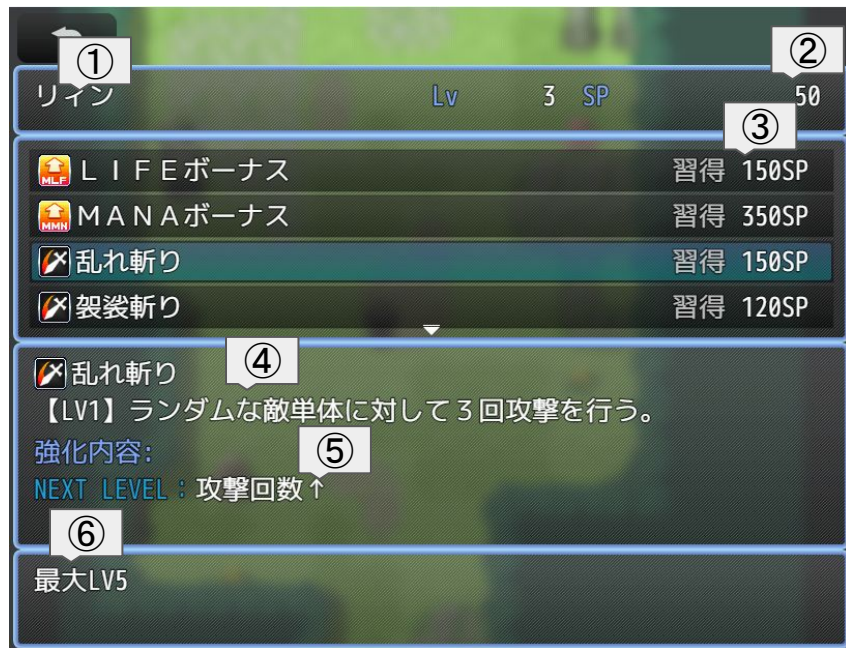 ①
②
リィン Lv 3 SP 50
③
MLF ＬＩＦＥボーナス 習得 150SP
MMN ＭＡＮＡボーナス 習得 350SP
乱れ斬り 習得 150SP
袈裟斬り 習得 120SP
④
乱れ斬り
【LV1】ランダムな敵単体に対して３回攻撃を行う。
⑤
強化内容:
NEXT LEVEL：攻撃回数↑
⑥
最大LV5